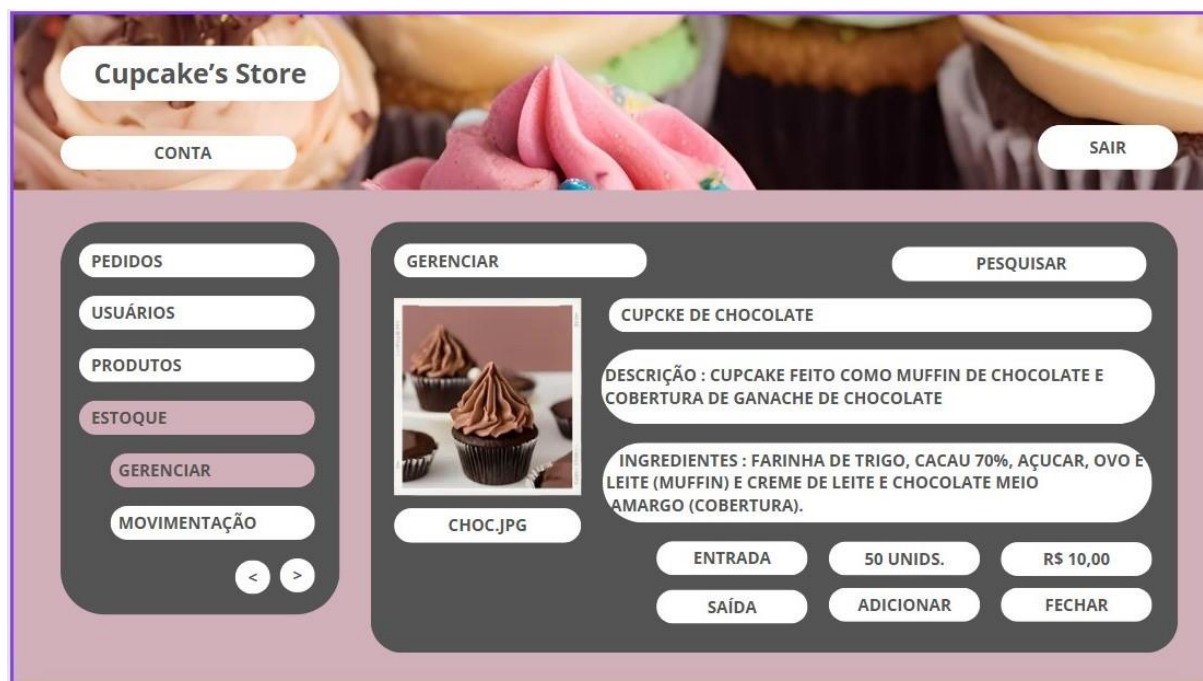 Cupcake’s Store
CONTA
SAIR
PEDIDOS
USUÁRIOS
PRODUTOS
ESTOQUE
GERENCIAR
MOVIMENTAÇÃO
<
>
GERENCIAR
PESQUISAR
CHOC.JPG
CUPCKE DE CHOCOLATE
DESCRIÇÃO : CUPCAKE FEITO COMO MUFFIN DE CHOCOLATE E
COBERTURA DE GANACHE DE CHOCOLATE
INGREDIENTES : FARINHA DE TRIGO, CACAU 70%, AÇUCAR, OVO E
LEITE (MUFFIN) E CREME DE LEITE E CHOCOLATE MEIO
AMARGO (COBERTURA).
ENTRADA
50 UNIDS.
R$ 10,00
SAÍDA
ADICIONAR
FECHAR